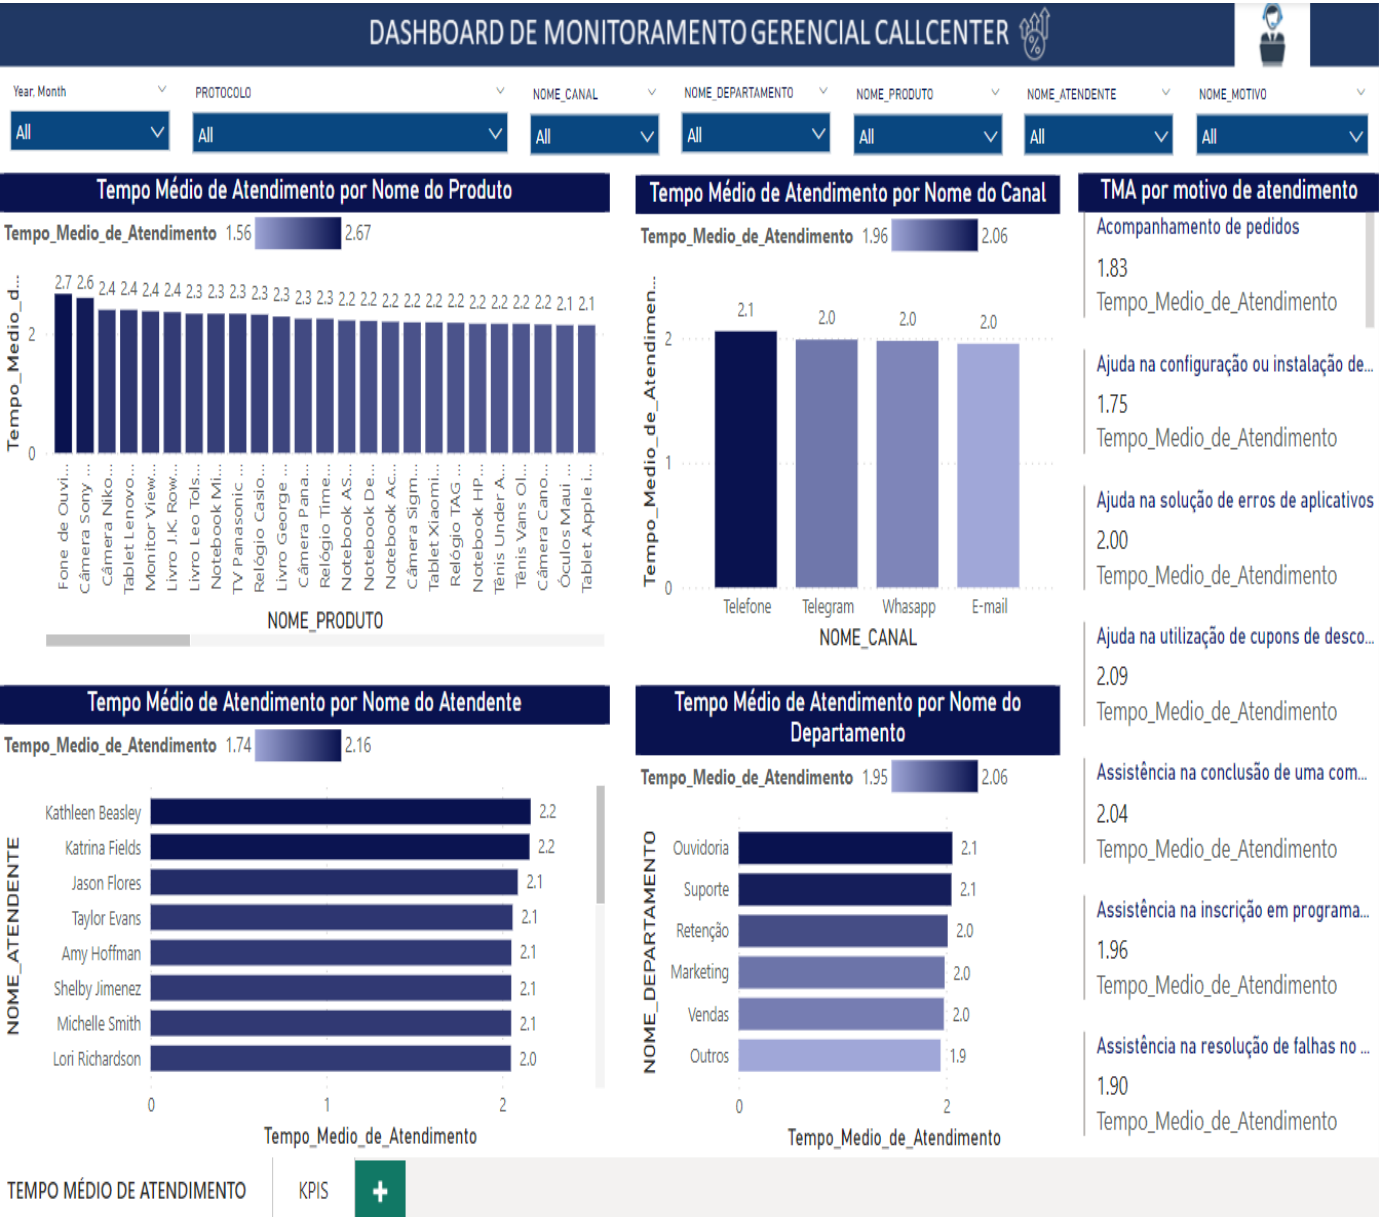 DASHBOARD DE MONITORAMENTO GERENCIAL CALLCENTER
Year, Month
PROTOCOLO
NOME_CANAL
NOME_DEPARTAMENTO
NOME_PRODUTO
NOME_ATENDENTE
NOME_MOTIVO
All
All
All
All
All
All
All
Tempo Médio de Atendimento por Nome do Produto
Tempo_Medio_de_Atendimento 1.56 2.67
Tempo_Medio_d...
2.7 2.6 2.4 2.4 2.4 2.4 2.3 2.3 2.3 2.3 2.3 2.3 2.3 2.2 2.2 2.2 2.2 2.2 2.2 2.2 2.2 2.2 2.2 2.1 2.1
2
0
Fone de Ouvi...
Câmera Sony ...
Câmera Niko...
Tablet Lenovo...
Monitor View...
Livro J.K. Row...
Livro Leo Tols...
Notebook Mi...
TV Panasonic ...
Relógio Casio...
Livro George ...
Câmera Pana...
Relógio Time...
Notebook AS...
Notebook De...
Notebook Ac...
Câmera Sigm...
Tablet Xiaomi...
Relógio TAG ...
Notebook HP...
Tênis Under A...
Tênis Vans Ol...
Câmera Cano...
Óculos Maui ...
Tablet Apple i...
NOME_PRODUTO
Tempo Médio de Atendimento por Nome do Canal
Tempo_Medio_de_Atendimento 1.96 2.06
Tempo_Medio_de_Atendimen...
2.1 2.0 2.0 2.0
2
1
0
Telefone Telegram Whasapp E-mail
NOME_CANAL
TMA por motivo de atendimento
Acompanhamento de pedidos
1.83
Tempo_Medio_de_Atendimento
Ajuda na configuração ou instalação de...
1.75
Tempo_Medio_de_Atendimento
Ajuda na solução de erros de aplicativos
2.00
Tempo_Medio_de_Atendimento
Ajuda na utilização de cupons de desco...
2.09
Tempo_Medio_de_Atendimento
Assistência na conclusão de uma com...
2.04
Tempo_Medio_de_Atendimento
Assistência na inscrição em programa...
1.96
Tempo_Medio_de_Atendimento
Assistência na resolução de falhas no ...
1.90
Tempo_Medio_de_Atendimento
Tempo Médio de Atendimento por Nome do Atendente
Tempo_Medio_de_Atendimento 1.74 2.16
NOME_ATENDENTE
Kathleen Beasley 2.2
Katrina Fields 2.2
Jason Flores 2.1
Taylor Evans 2.1
Amy Hoffman 2.1
Shelby Jimenez 2.1
Michelle Smith 2.1
Lori Richardson 2.0
0 1 2
Tempo_Medio_de_Atendimento
Tempo Médio de Atendimento por Nome do
Departamento
Tempo_Medio_de_Atendimento 1.95 2.06
NOME_DEPARTAMENTO
Ouvidoria 2.1
Suporte 2.1
Retenção 2.0
Marketing 2.0
Vendas 2.0
Outros 1.9
0 2
Tempo_Medio_de_Atendimento
TEMPO MÉDIO DE ATENDIMENTO
KPIS
+